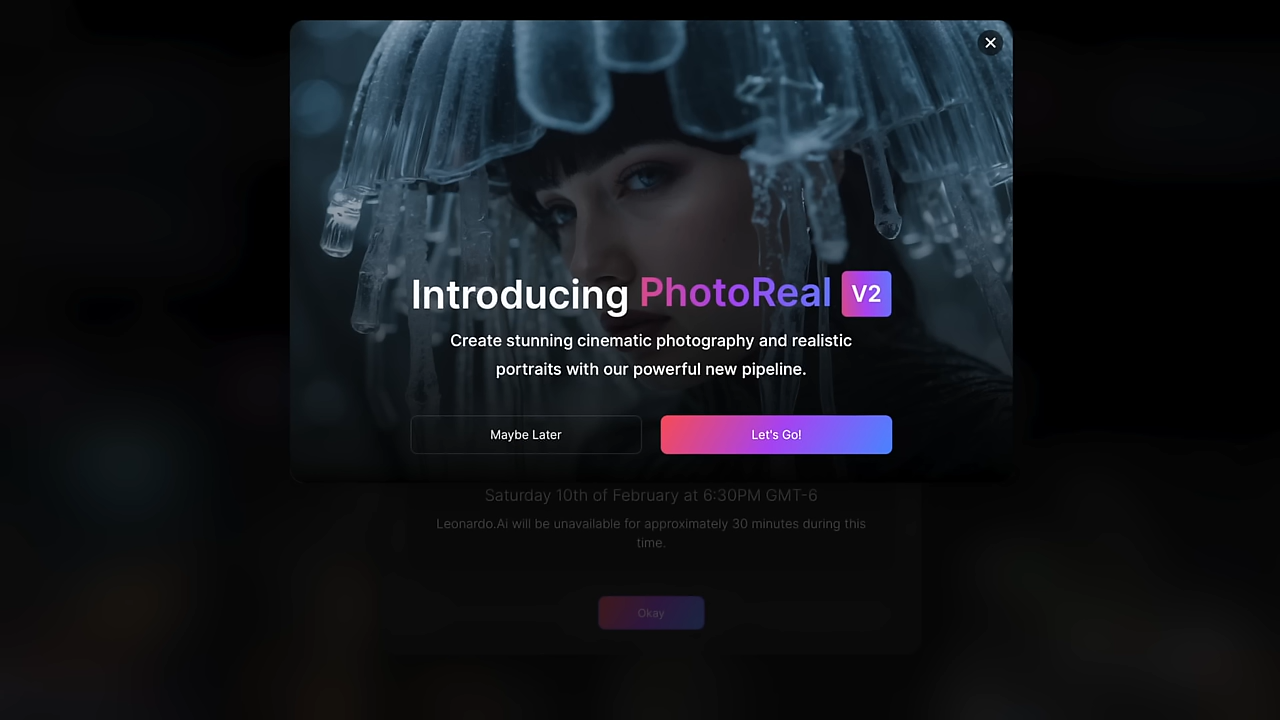 Introducing PhotoReal V2
Create stunning cinematic photography and realistic
portraits with our powerful new pipeline.
Maybe Later
Let's Go!
Saturday 10th of February at 6:30PM GMT-6
Leonardo.Ai will be unavailable for approximately 30 minutes during this
time.
Okay